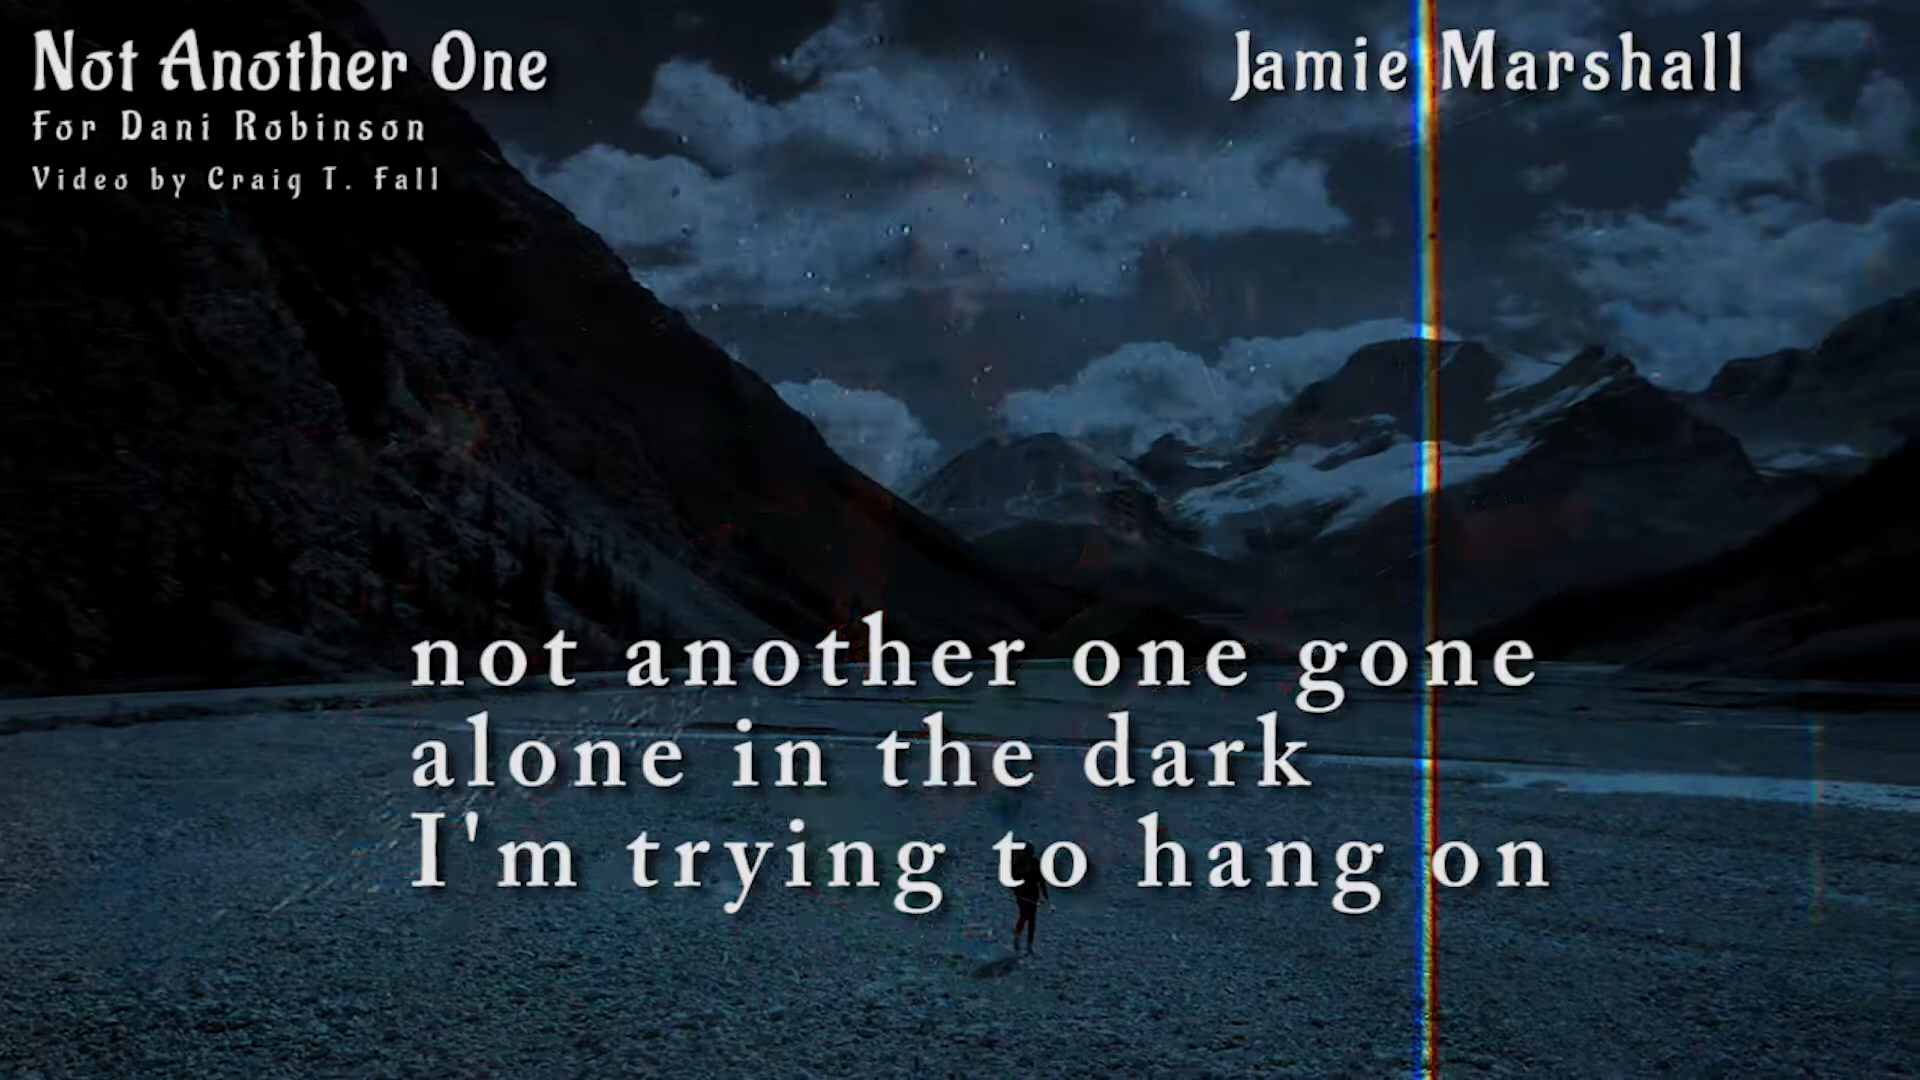 Not Another One
For Dani Robinson
Video by Craig T. Fall
Jamie Marshall
not another one gone
alone in the dark
I'm trying to hang on